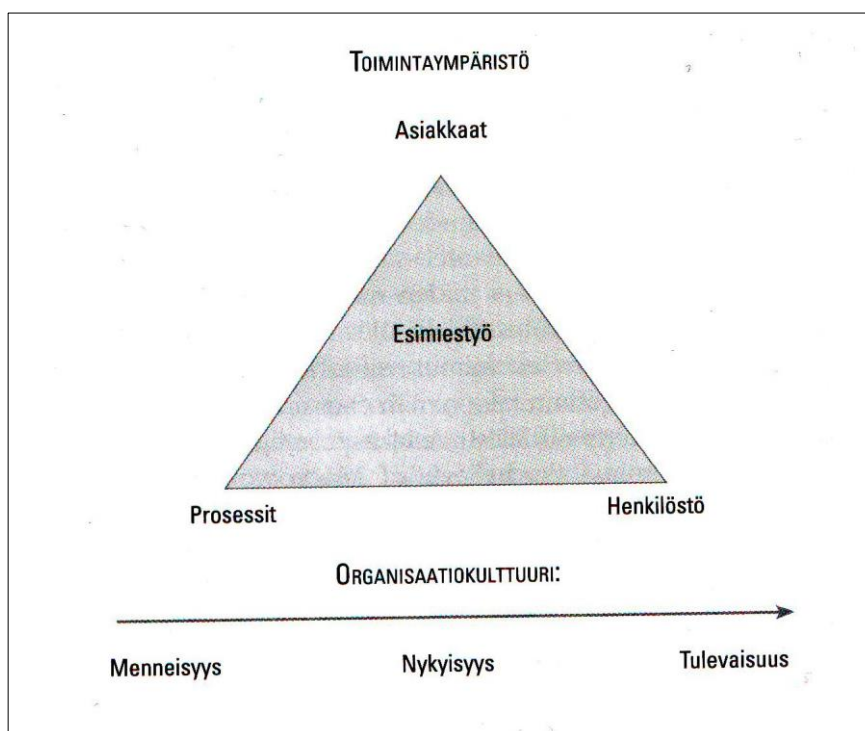 TOIMINTAYMPÄRISTÖ
Asiakkaat
Esimiestyö
Prosessit
Henkilöstö
ORGANISAATIOKULTTUURI:
Menneisyys
Nykyisyys
Tulevaisuus